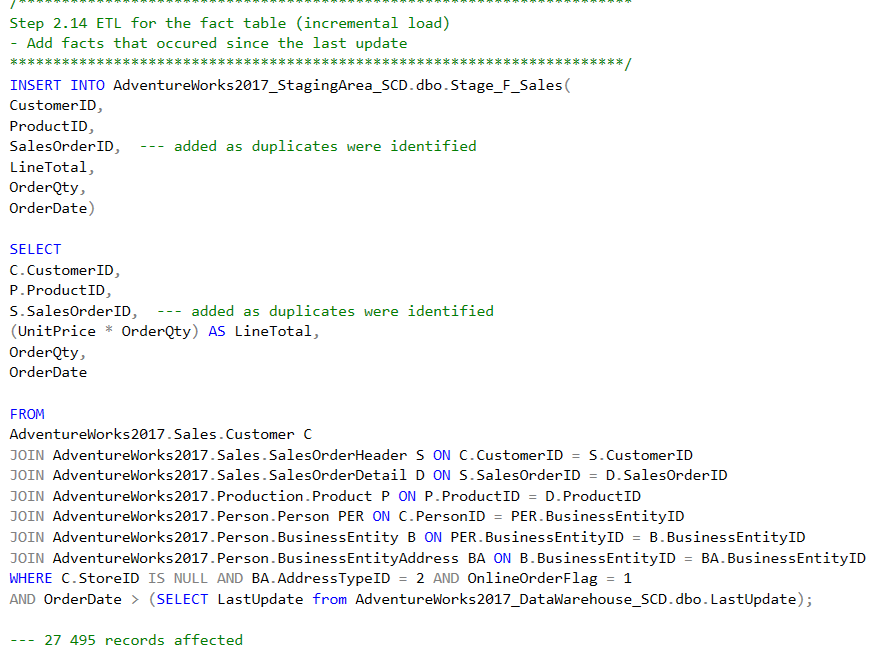 /***********************************************************************
Step 2.14 ETL for the fact table (incremental load)
- Add facts that occured since the last update
***********************************************************************/
INSERT INTO AdventureWorks2017_StagingArea_SCD.dbo.Stage_F_Sales(
CustomerID,
ProductID,
SalesOrderID,  --- added as duplicates were identified
LineTotal,
OrderQty,
OrderDate)
SELECT
C.CustomerID,
P.ProductID,
S.SalesOrderID,  --- added as duplicates were identified
(UnitPrice * OrderQty) AS LineTotal,
OrderQty,
OrderDate
FROM
AdventureWorks2017.Sales.Customer C
JOIN AdventureWorks2017.Sales.SalesOrderHeader S ON C.CustomerID = S.CustomerID
JOIN AdventureWorks2017.Sales.SalesOrderDetail D ON S.SalesOrderID = D.SalesOrderID
JOIN AdventureWorks2017.Production.Product P ON P.ProductID = D.ProductID
JOIN AdventureWorks2017.Person.Person PER ON C.PersonID = PER.BusinessEntityID
JOIN AdventureWorks2017.Person.BusinessEntity B ON PER.BusinessEntityID = B.BusinessEntityID
JOIN AdventureWorks2017.Person.BusinessEntityAddress BA ON B.BusinessEntityID = BA.BusinessEntityID
WHERE C.StoreID IS NULL AND BA.AddressTypeID = 2 AND OnlineOrderFlag = 1
AND OrderDate > (SELECT LastUpdate from AdventureWorks2017_DataWarehouse_SCD.dbo.LastUpdate);
--- 27 495 records affected